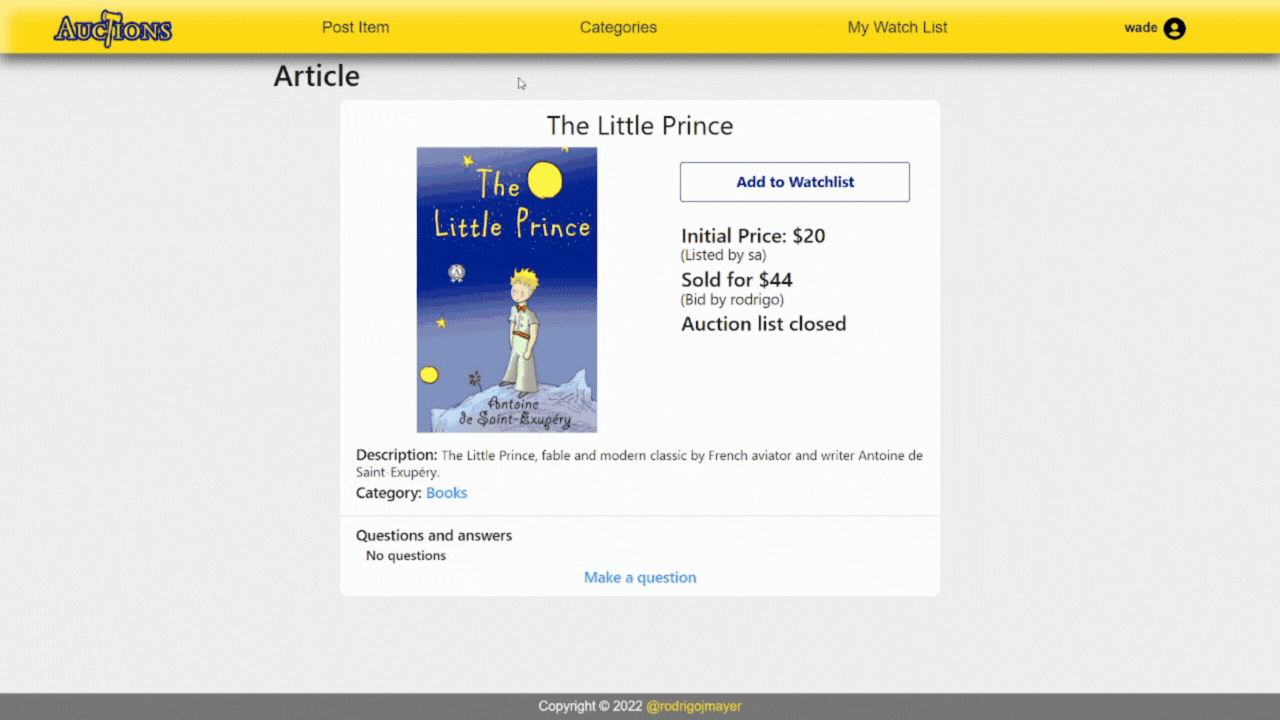 AUCTIONS
Post Item
Categories
My Watch List
wade
Article
The Little Prince
The
Little Prince
Antoine
de Saint-Exupéry
Add to Watchlist
Initial Price: $20
(Listed by sa)
Sold for $44
(Bid by rodrigo)
Auction list closed
Description: The Little Prince, fable and modern classic by French aviator and writer Antoine de
Saint-Exupéry.
Category: Books
Questions and answers
No questions
Make a question
Copyright © 2022 @rodrigojmayer